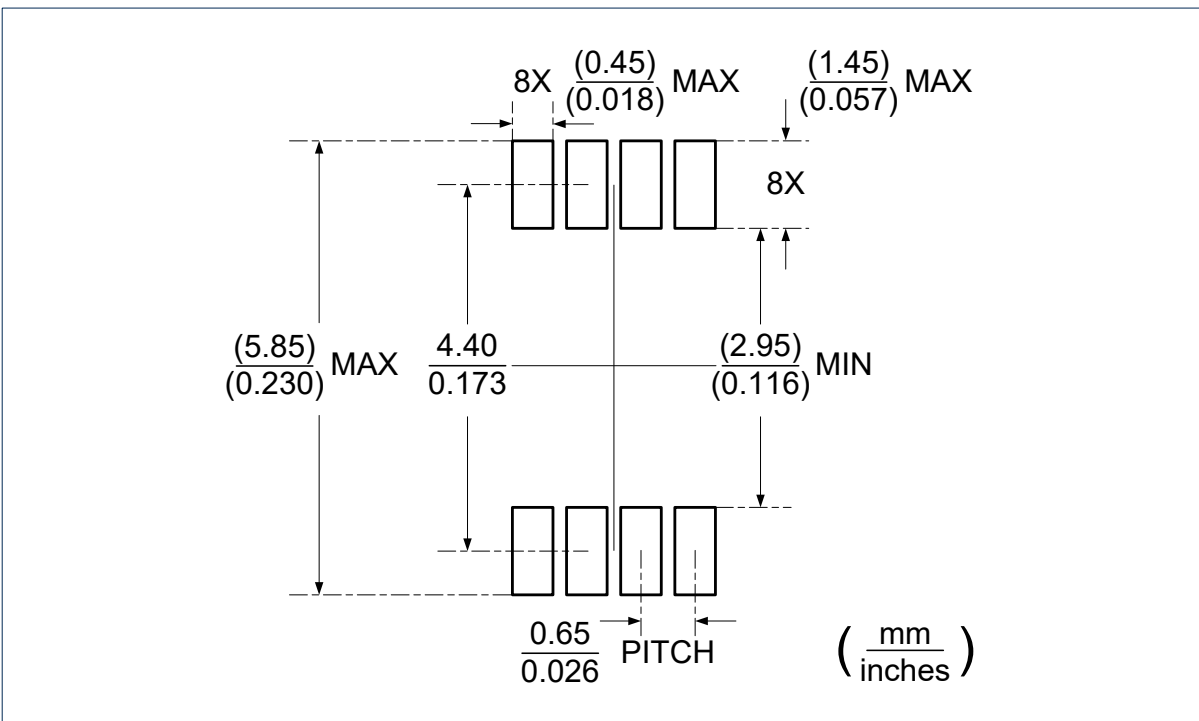 8X (0.45) MAX
(0.018)
(1.45) MAX
(0.057)
8X
(5.85) MAX
(0.230)
4.40
0.173
(2.95) MIN
(0.116)
0.65 PITCH
0.026
(mm
inches)